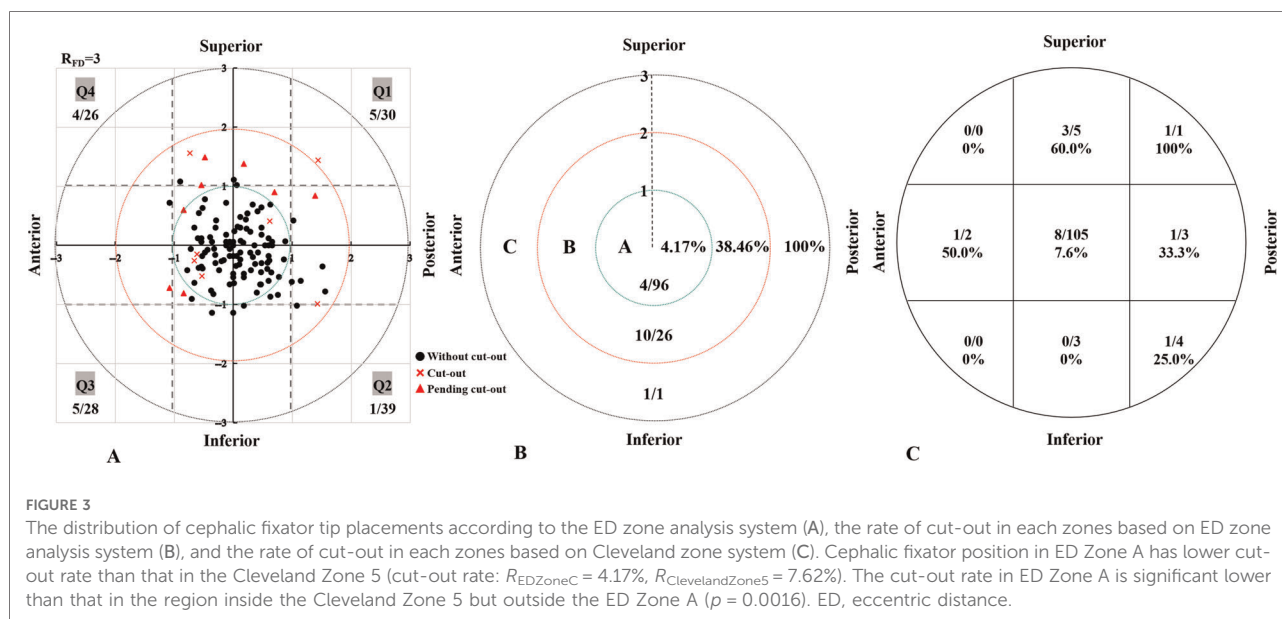 Superior
R_FD=3
Q4
4/26
Q1
5/30
3
2
1
-1
-2
-3
-3
-2
-1
1
2
3
Anterior
Posterior
Q3
5/28
Q2
1/39
Without cut-out
Cut-out
Pending cut-out
Inferior
A
Superior
3
2
1
Anterior
Posterior
C
B
A
4.17%
38.46%
100%
4/96
10/26
1/1
Inferior
B
Superior
0/0
0%
3/5
60.0%
1/1
100%
Anterior
Posterior
1/2
50.0%
8/105
7.6%
1/3
33.3%
0/0
0%
0/3
0%
1/4
25.0%
Inferior
C
FIGURE 3
The distribution of cephalic fixator tip placements according to the ED zone analysis system (A), the rate of cut-out in each zones based on ED zone
analysis system (B), and the rate of cut-out in each zones based on Cleveland zone system (C). Cephalic fixator position in ED Zone A has lower cut-
out rate than that in the Cleveland Zone 5 (cut-out rate: R_EDZoneC = 4.17%, R_ClevelandZone5 = 7.62%). The cut-out rate in ED Zone A is significant lower
than that in the region inside the Cleveland Zone 5 but outside the ED Zone A (p = 0.0016). ED, eccentric distance.